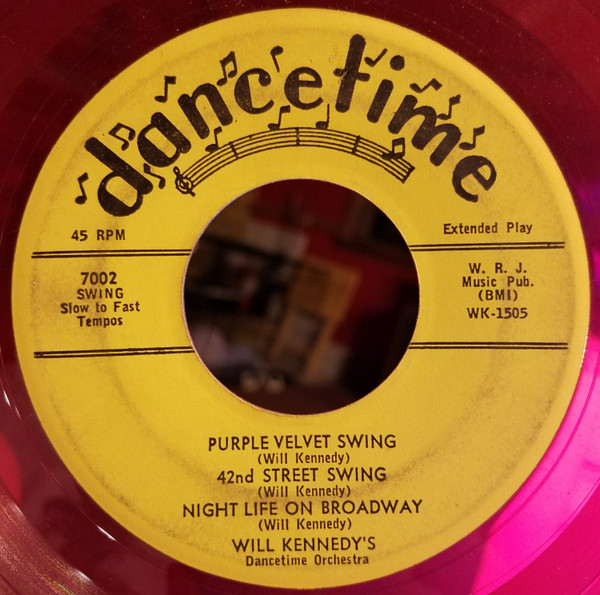 dancetime
45 RPM
Extended Play
7002
SWING
Slow to Fast
Tempos
W. R. J.
Music Pub.
(BMI)
WK-1505
PURPLE VELVET SWING
(Will Kennedy)
42nd STREET SWING
(Will Kennedy)
NIGHT LIFE ON BROADWAY
(Will Kennedy)
WILL KENNEDY'S
Dancetime Orchestra